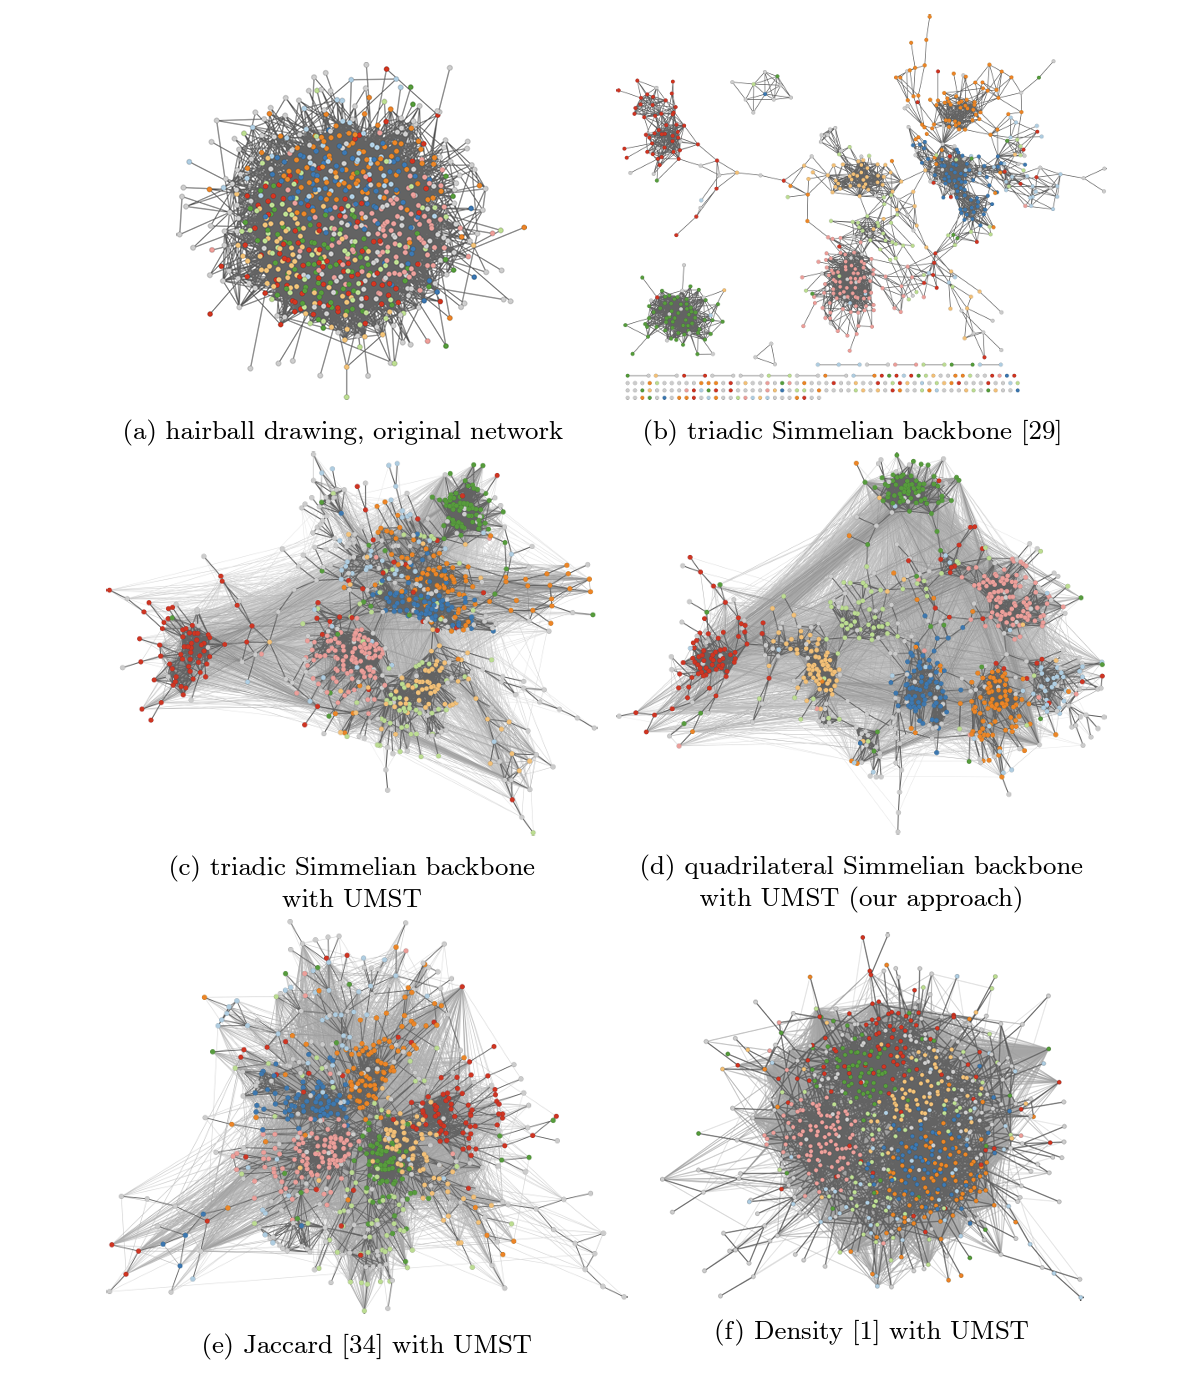 (a) hairball drawing, original network
(b) triadic Simmelian backbone [29]
(c) triadic Simmelian backbone
with UMST
(d) quadrilateral Simmelian backbone
with UMST (our approach)
(e) Jaccard [34] with UMST
(f) Density [1] with UMST